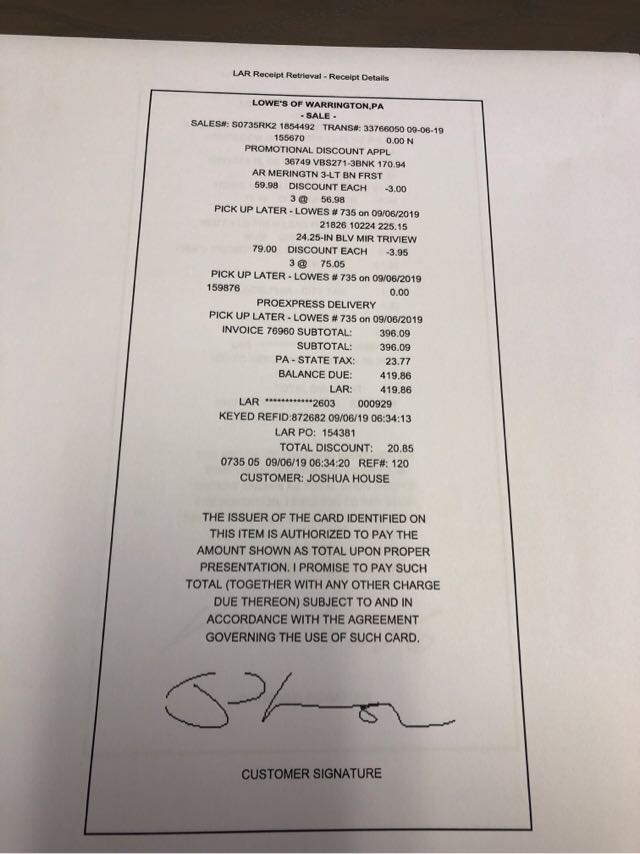 LAR Receipt Retrieval - Receipt Details
LOWE'S OF WARRINGTON,PA
- SALE -
SALES#: S0735RK2 1854492 TRANS#: 33766050 09-06-19
155670 0.00 N
PROMOTIONAL DISCOUNT APPL
36749 VBS271-3BNK 170.94
AR MERINGTN 3-LT BN FRST
59.98 DISCOUNT EACH -3.00
3 @ 56.98
PICK UP LATER - LOWES # 735 on 09/06/2019
21826 10224 225.15
24.25-IN BLV MIR TRIVIEW
79.00 DISCOUNT EACH -3.95
3 @ 75.05
PICK UP LATER - LOWES # 735 on 09/06/2019
159876 0.00
PROEXPRESS DELIVERY
PICK UP LATER - LOWES # 735 on 09/06/2019
INVOICE 76960 SUBTOTAL: 396.09
SUBTOTAL: 396.09
PA - STATE TAX: 23.77
BALANCE DUE: 419.86
LAR: 419.86
LAR ************2603 000929
KEYED REFID:872682 09/06/19 06:34:13
LAR PO: 154381
TOTAL DISCOUNT: 20.85
0735 05 09/06/19 06:34:20 REF#: 120
CUSTOMER: JOSHUA HOUSE
THE ISSUER OF THE CARD IDENTIFIED ON
THIS ITEM IS AUTHORIZED TO PAY THE
AMOUNT SHOWN AS TOTAL UPON PROPER
PRESENTATION. I PROMISE TO PAY SUCH
TOTAL (TOGETHER WITH ANY OTHER CHARGE
DUE THEREON) SUBJECT TO AND IN
ACCORDANCE WITH THE AGREEMENT
GOVERNING THE USE OF SUCH CARD.
CUSTOMER SIGNATURE